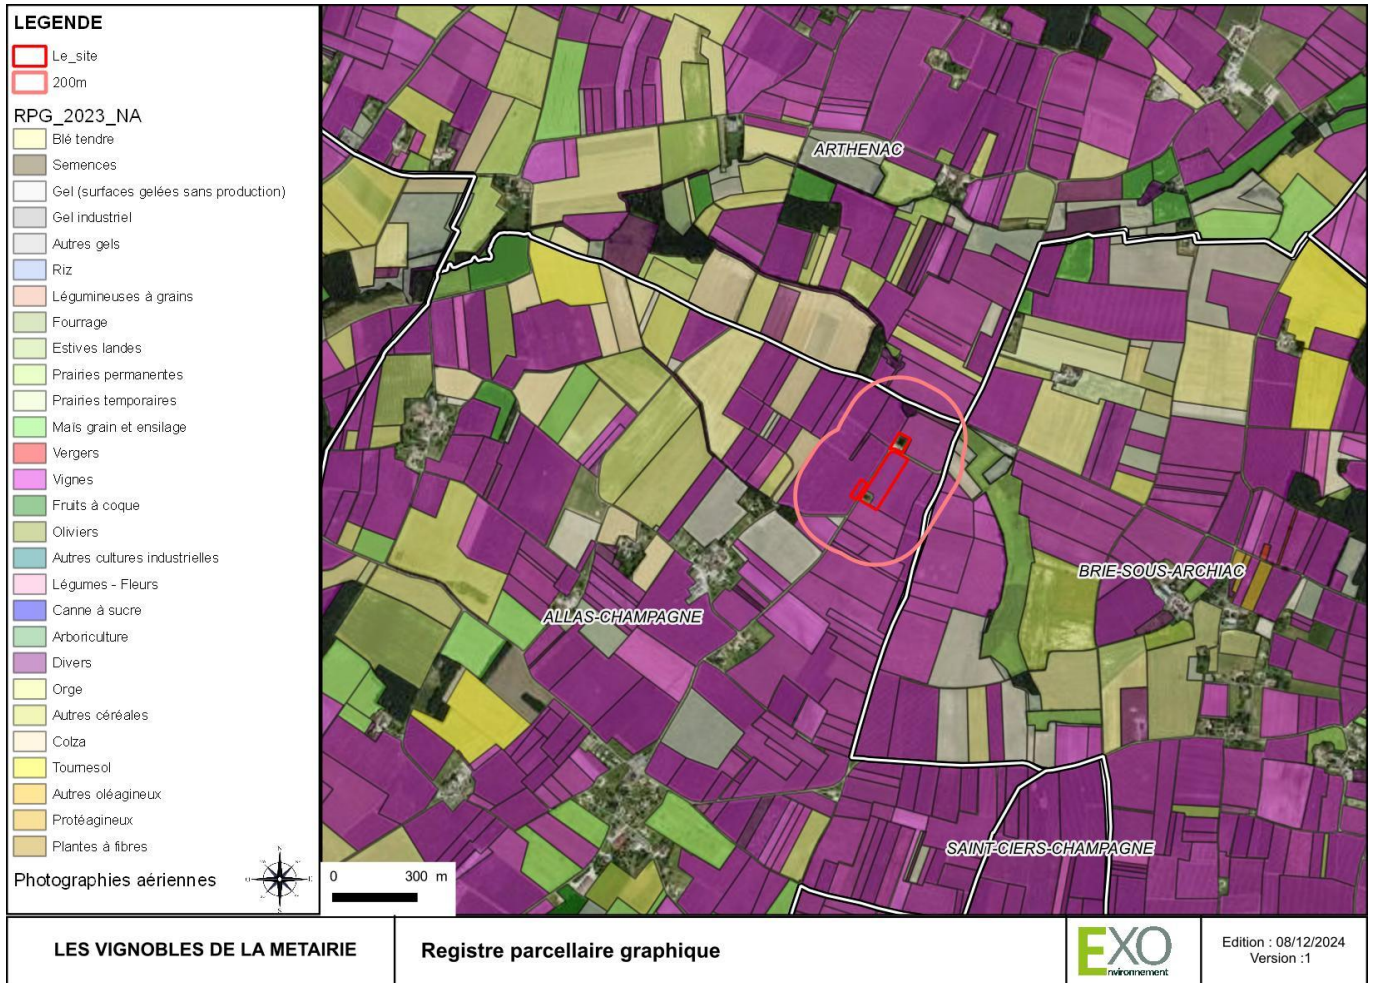 LEGENDE
Le_site
200m
RPG_2023_NA
Blé tendre
Semences
Gel (surfaces gelées sans production)
Gel industriel
Autres gels
Riz
Légumineuses à grains
Fourrage
Estives landes
Prairies permanentes
Prairies temporaires
Maïs grain et ensilage
Vergers
Vignes
Fruits à coque
Oliviers
Autres cultures industrielles
Légumes - Fleurs
Canne à sucre
Arboriculture
Divers
Orge
Autres céréales
Colza
Tournesol
Autres oléagineux
Protéagineux
Plantes à fibres
Photographies aériennes
0 300 m
ARTHENAC
BRIE-SOUS-ARCHIAC
ALLAS-CHAMPAGNE
SAINT-CIERS-CHAMPAGNE
LES VIGNOBLES DE LA METAIRIE
Registre parcellaire graphique
EXO
nvironnement
Edition : 08/12/2024
Version :1